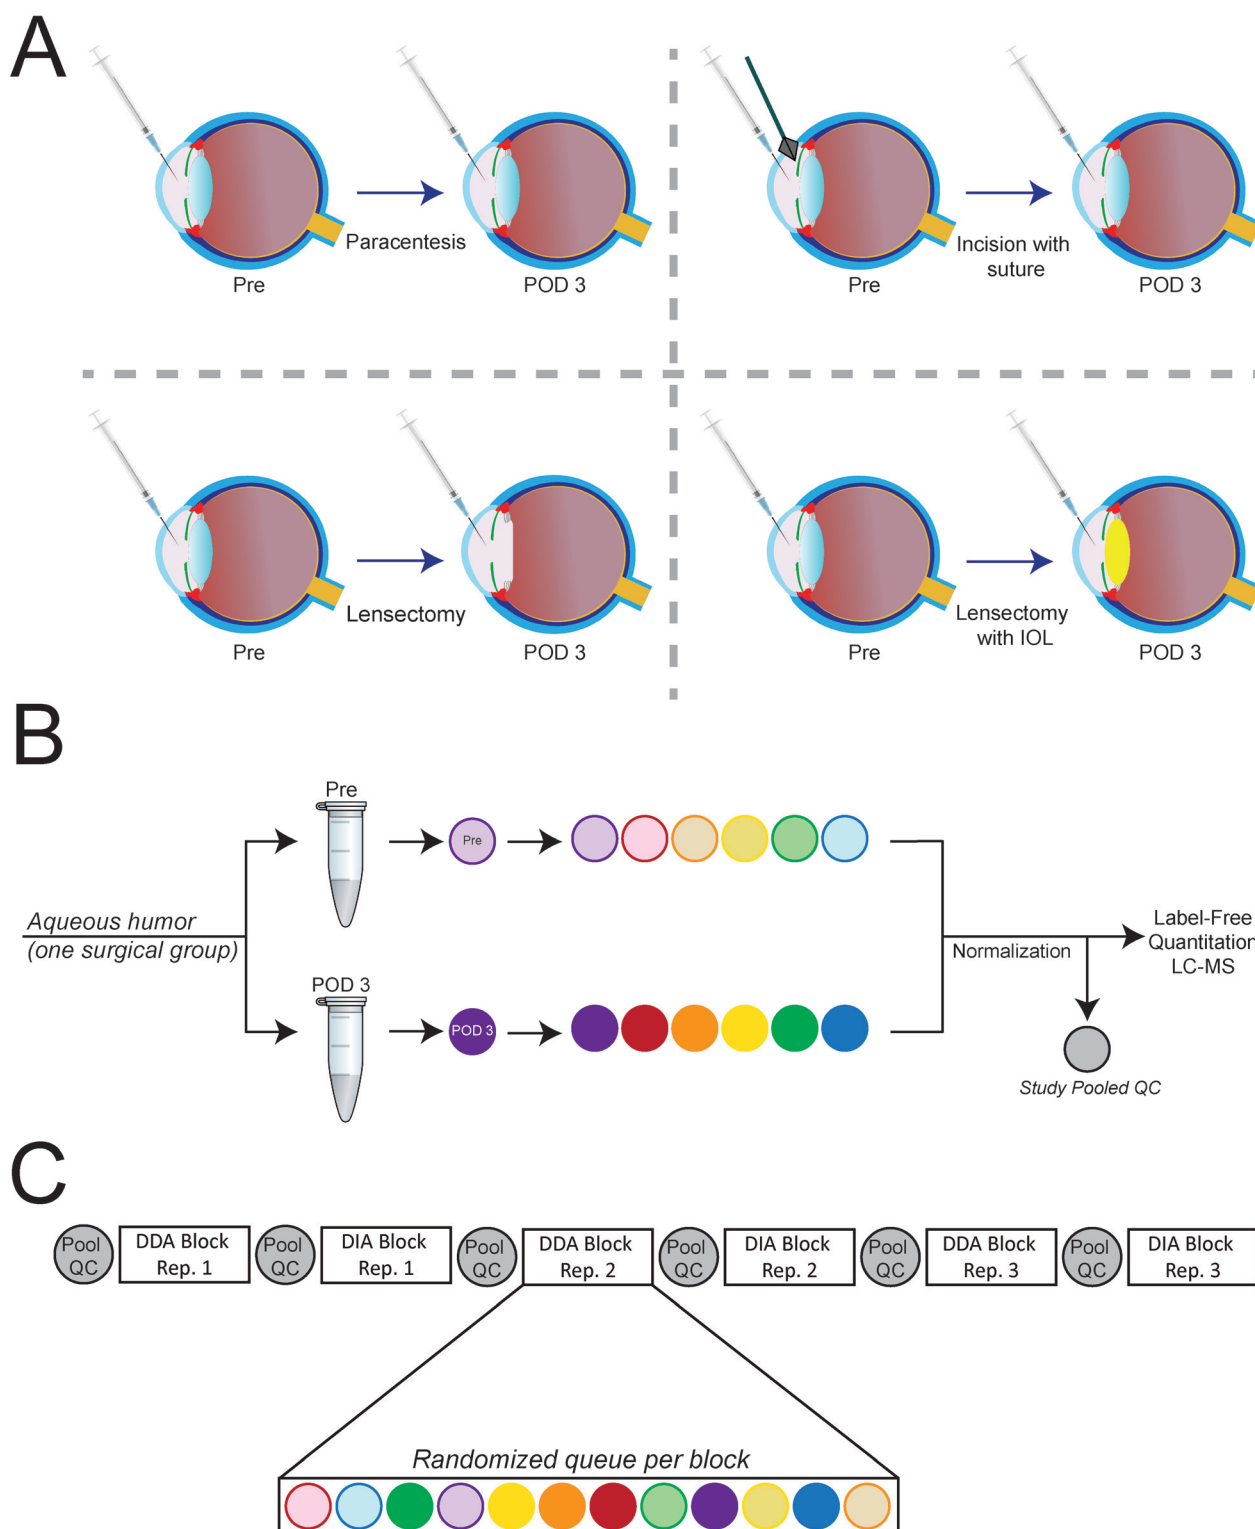 A
Paracentesis
Pre
POD 3
Incision with
suture
Pre
POD 3
Lensectomy
Pre
POD 3
Lensectomy
with IOL
Pre
POD 3
B
Pre
Pre
Aqueous humor
(one surgical group)
POD 3
POD 3
Normalization
Label-Free
Quantitation
LC-MS
Study Pooled QC
C
Pool
QC
DDA Block
Rep. 1
Pool
QC
DIA Block
Rep. 1
Pool
QC
DDA Block
Rep. 2
Pool
QC
DIA Block
Rep. 2
Pool
QC
DDA Block
Rep. 3
Pool
QC
DIA Block
Rep. 3
Randomized queue per block